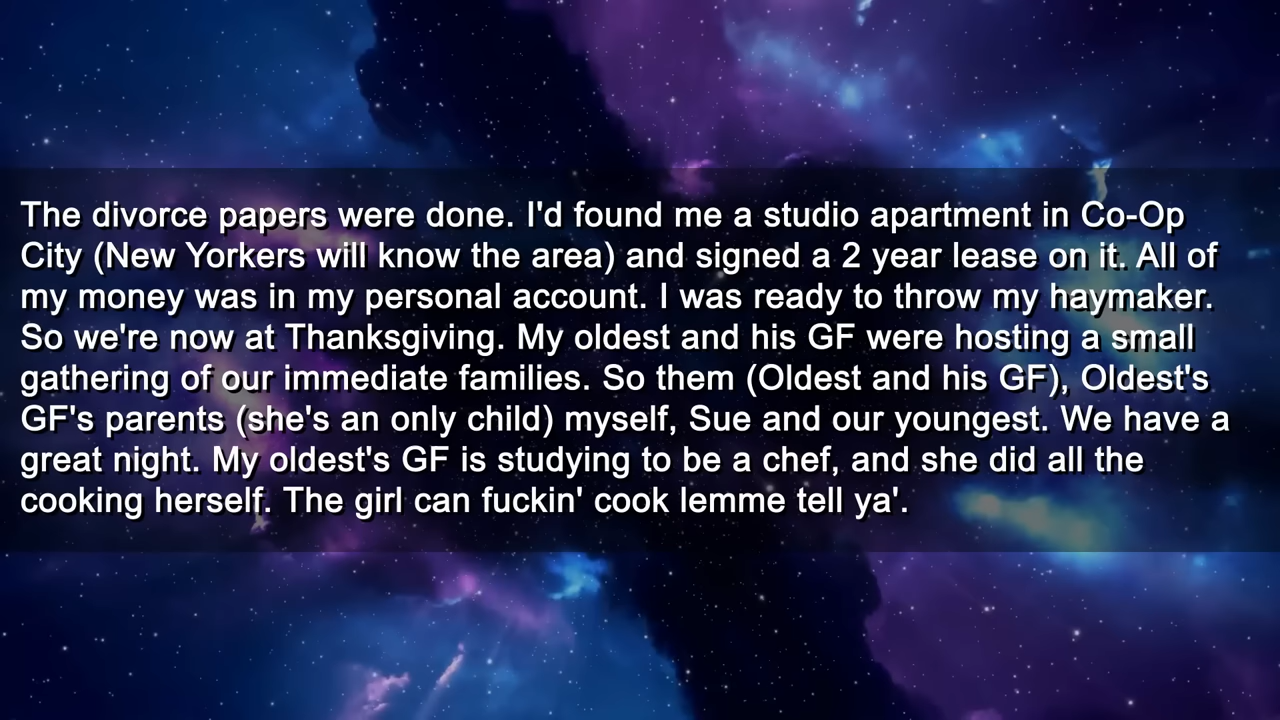 The divorce papers were done. I'd found me a studio apartment in Co-Op
City (New Yorkers will know the area) and signed a 2 year lease on it. All of
my money was in my personal account. I was ready to throw my haymaker.
So we're now at Thanksgiving. My oldest and his GF were hosting a small
gathering of our immediate families. So them (Oldest and his GF), Oldest's
GF's parents (she's an only child) myself, Sue and our youngest. We have a
great night. My oldest's GF is studying to be a chef, and she did all the
cooking herself. The girl can fuckin' cook lemme tell ya'.